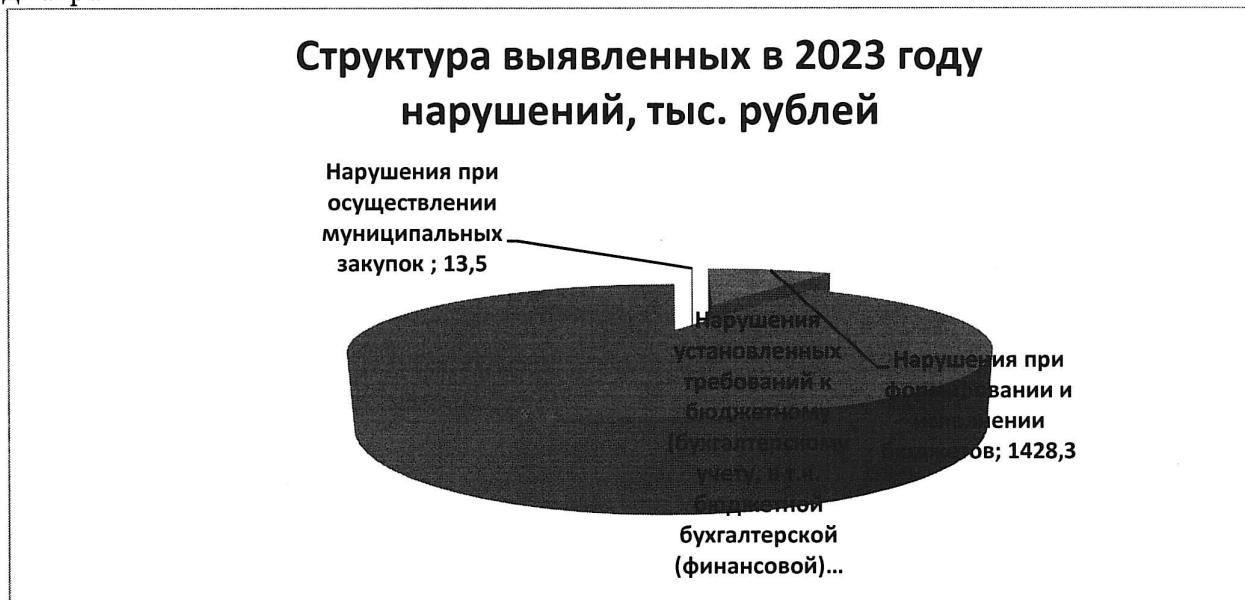 Структура выявленных в 2023 году
нарушений, тыс. рублей
Нарушения при
осуществлении
муниципальных
закупок ; 13,5
Нарушения
установленных
требований к
бюджетному
(бухгалтерскому
учету, в т.ч.
бюджетной
бухгалтерской
(финансовой)...
Нарушения при
формировании и
исполнении
бюджетов; 1428,3